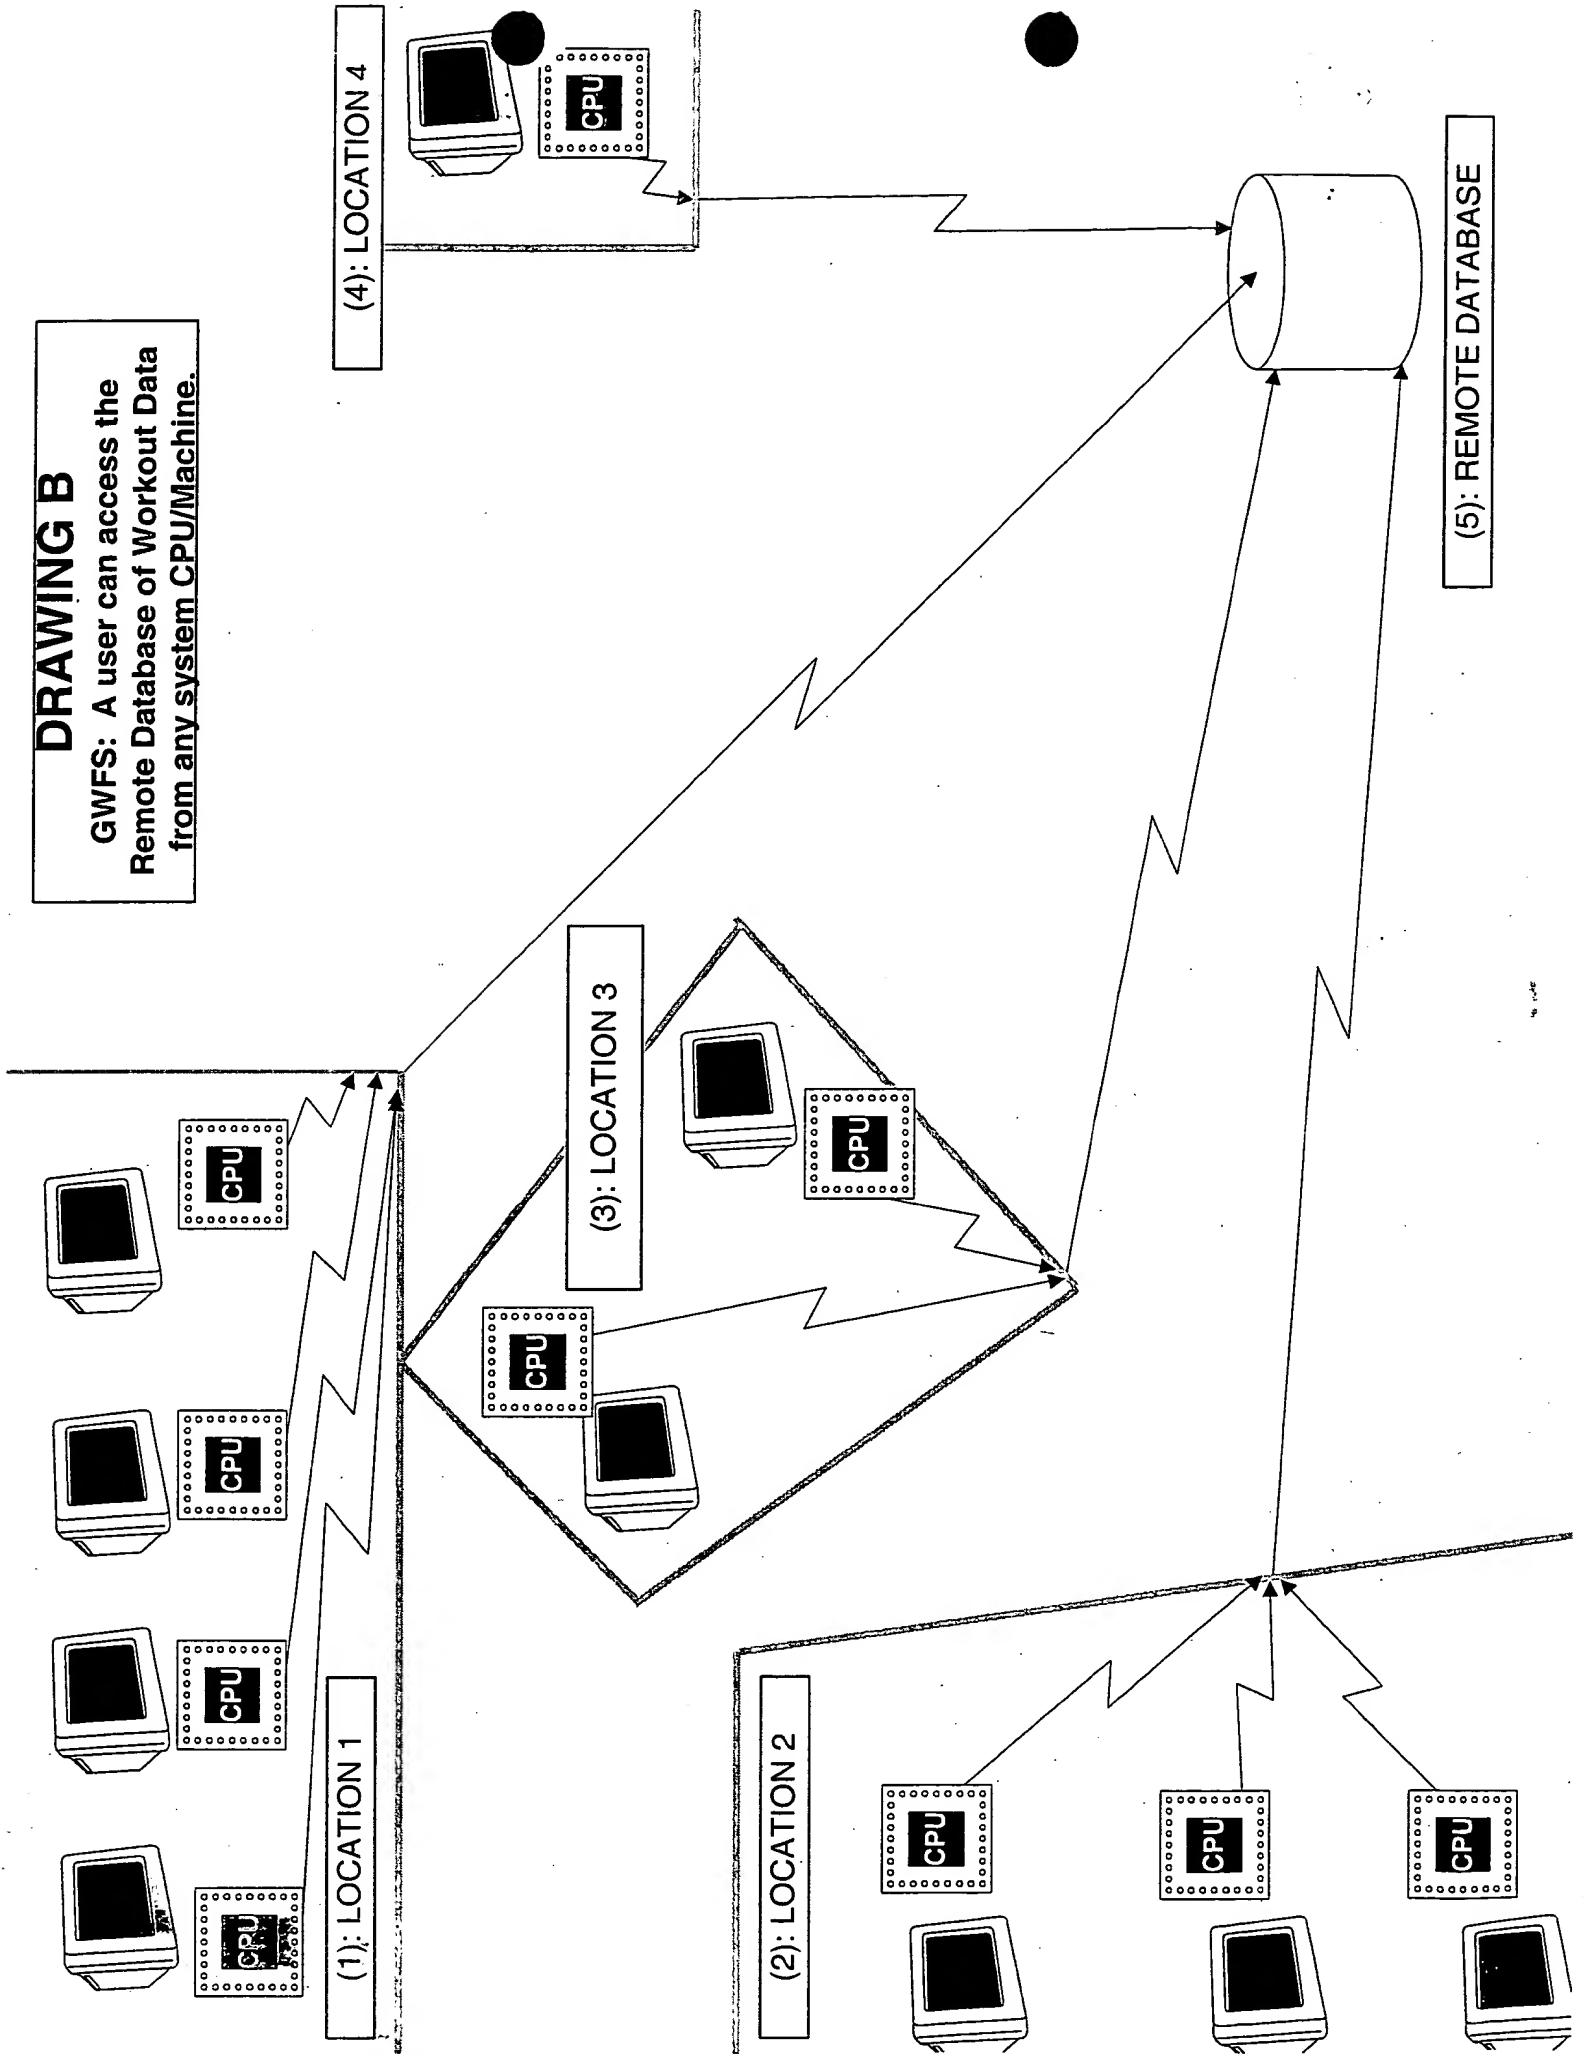 DRAWING B
GWFS: A user can access the
Remote Database of Workout Data
from any system CPU/Machine.
(1): LOCATION 1
CPU
CPU
CPU
CPU
(2): LOCATION 2
CPU
CPU
CPU
(3): LOCATION 3
CPU
CPU
(4): LOCATION 4
CPU
(5): REMOTE DATABASE